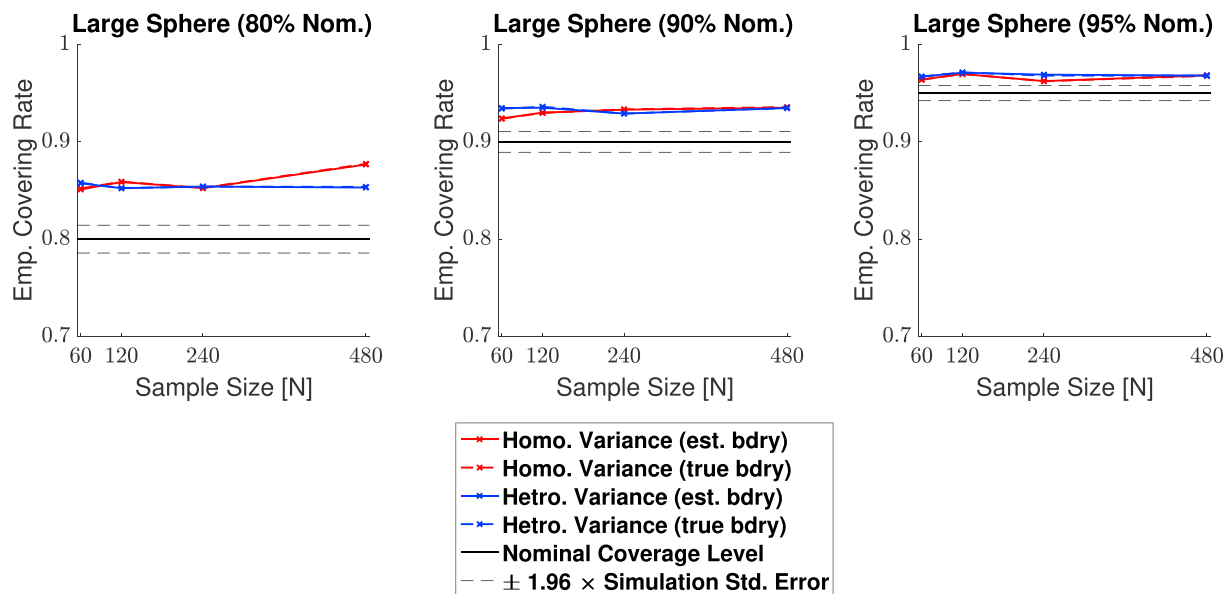 Large Sphere (80% Nom.)
1
0.9
0.8
0.7
Emp. Covering Rate
60 120 240 480
Sample Size [N]
Large Sphere (90% Nom.)
1
0.9
0.8
0.7
Emp. Covering Rate
60 120 240 480
Sample Size [N]
Large Sphere (95% Nom.)
1
0.9
0.8
0.7
Emp. Covering Rate
60 120 240 480
Sample Size [N]
Homo. Variance (est. bdry)
Homo. Variance (true bdry)
Hetro. Variance (est. bdry)
Hetro. Variance (true bdry)
Nominal Coverage Level
± 1.96 × Simulation Std. Error